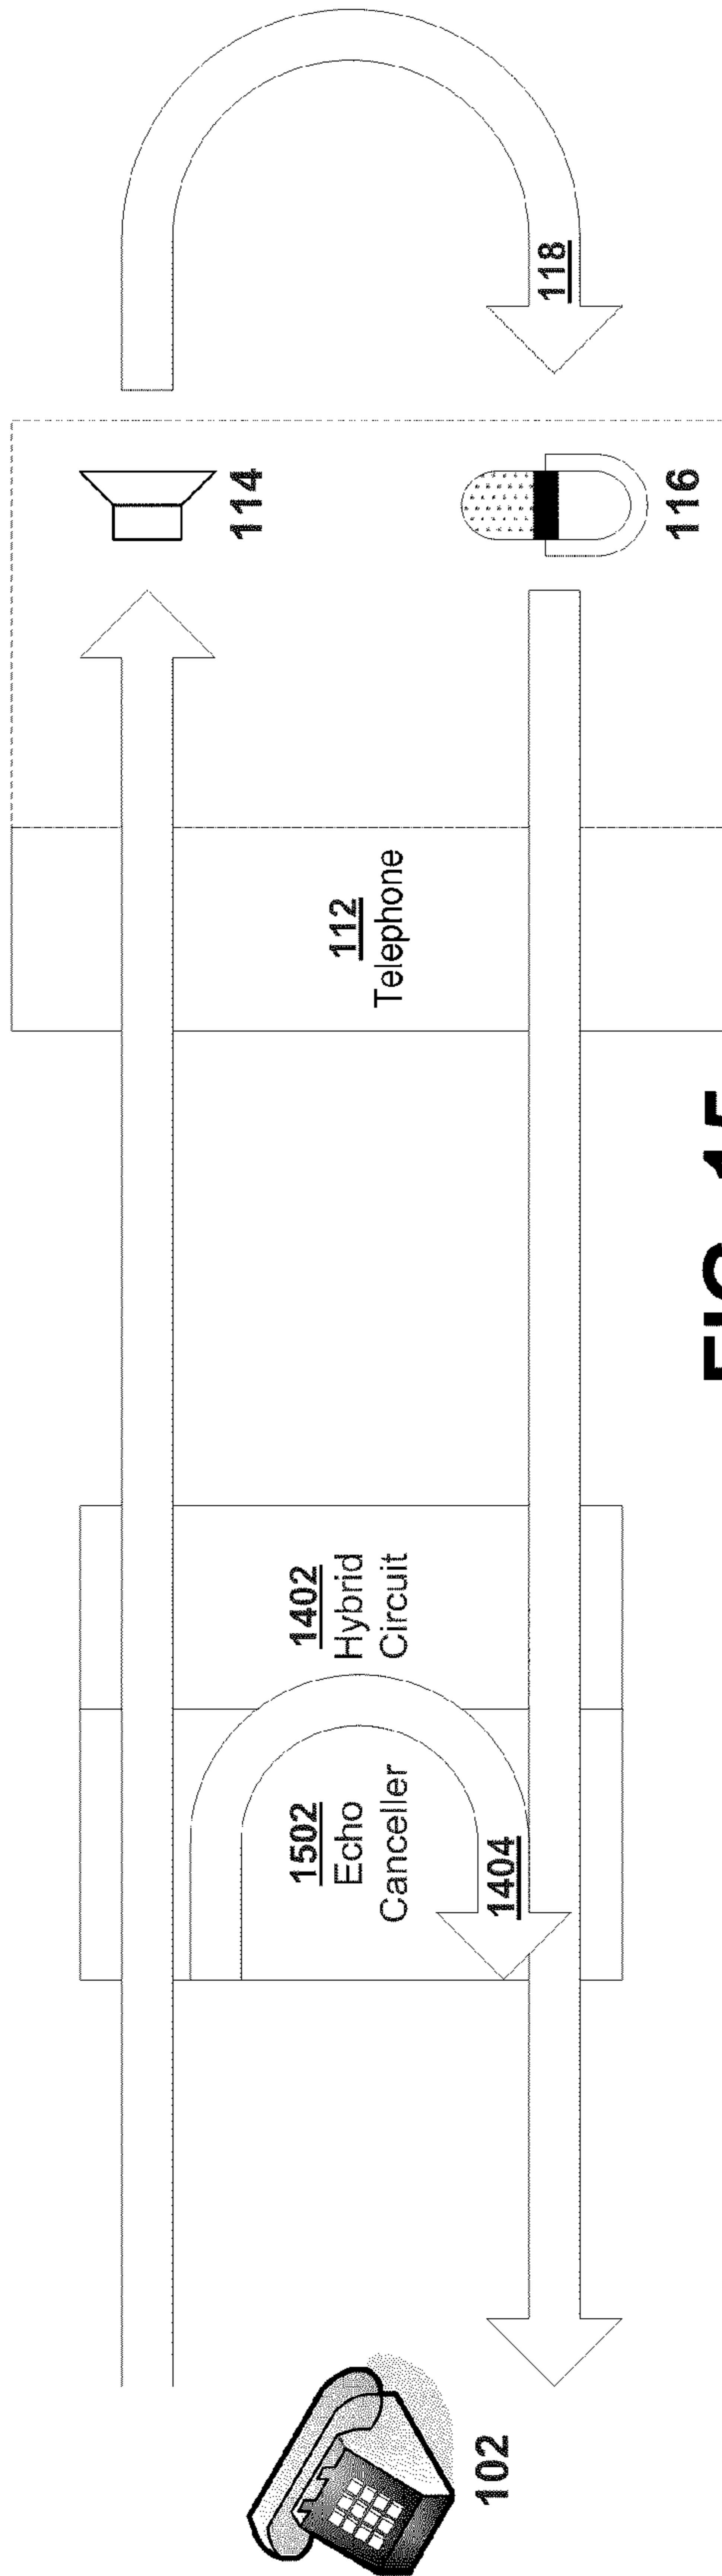 114
1502
Echo
Canceller
1402
Hybrid
Circuit
112
Telephone
102
1404
118
116
FIG. 15